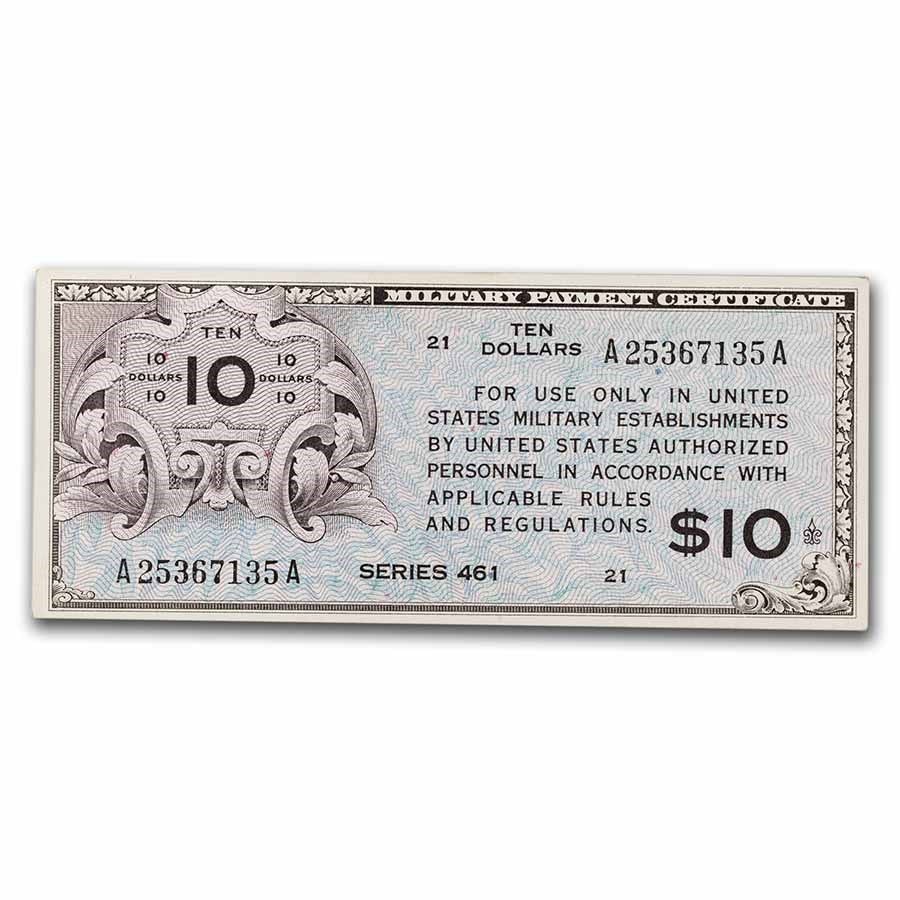 MILITARY PAYMENT CERTIFICATE
TEN
10 10
DOLLARS 10 DOLLARS
10 10
21 TEN DOLLARS A25367135A
FOR USE ONLY IN UNITED
STATES MILITARY ESTABLISHMENTS
BY UNITED STATES AUTHORIZED
PERSONNEL IN ACCORDANCE WITH
APPLICABLE RULES
AND REGULATIONS. $10
A25367135A SERIES 461 21